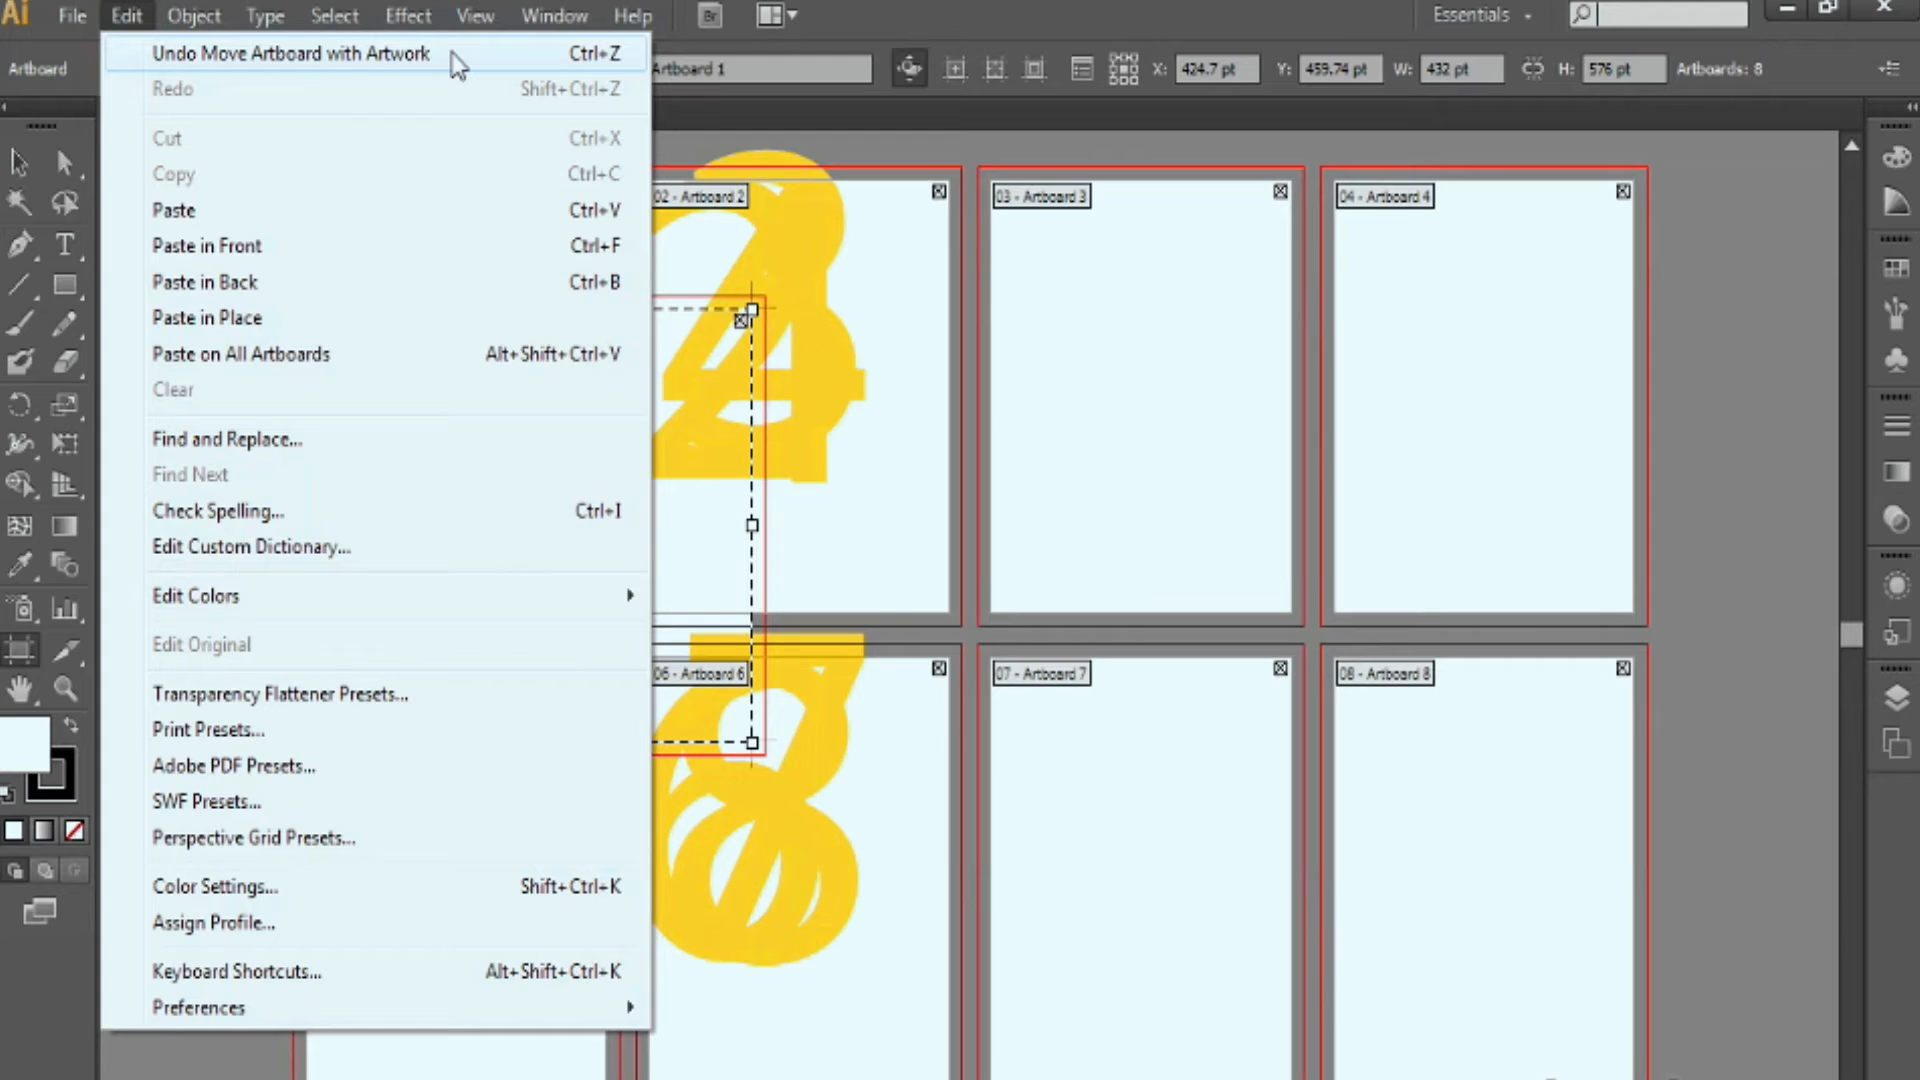 Ai File Edit Object Type Select Effect View Window Help Br Essentials
Artboard Artboard 1 X: 424.7 pt Y: 459.74 pt W: 432 pt H: 576 pt Artboards: 8
Undo Move Artboard with Artwork Ctrl+Z
Redo Shift+Ctrl+Z
Cut Ctrl+X
Copy Ctrl+C
Paste Ctrl+V
Paste in Front Ctrl+F
Paste in Back Ctrl+B
Paste in Place
Paste on All Artboards Alt+Shift+Ctrl+V
Clear
Find and Replace...
Find Next
Check Spelling... Ctrl+I
Edit Custom Dictionary...
Edit Colors
Edit Original
Transparency Flattener Presets...
Print Presets...
Adobe PDF Presets...
SWF Presets...
Perspective Grid Presets...
Color Settings... Shift+Ctrl+K
Assign Profile...
Keyboard Shortcuts... Alt+Shift+Ctrl+K
Preferences
02 - Artboard 2
03 - Artboard 3
04 - Artboard 4
06 - Artboard 6
07 - Artboard 7
08 - Artboard 8